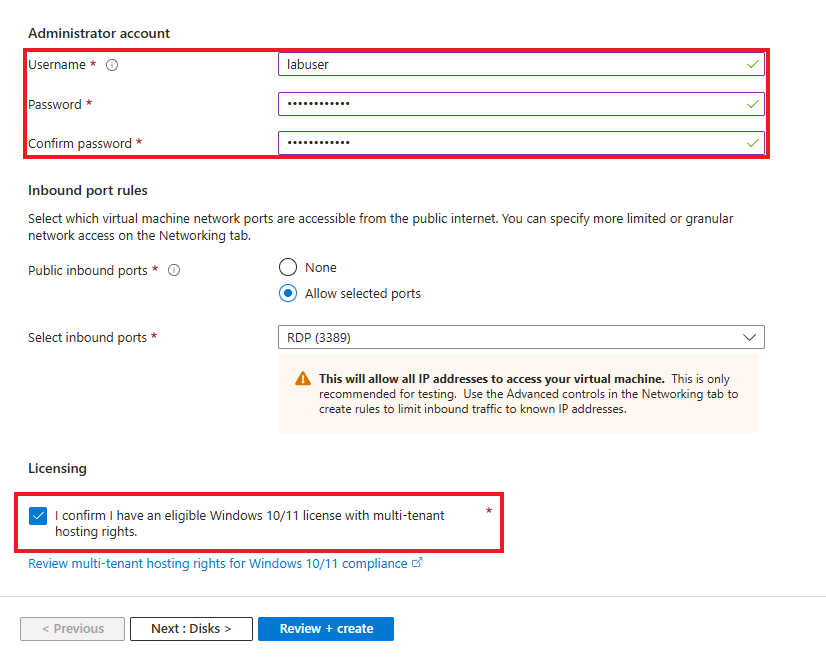 Administrator account
Username *
labuser
Password *
••••••••••••
Confirm password *
••••••••••••
Inbound port rules
Select which virtual machine network ports are accessible from the public internet. You can specify more limited or granular
network access on the Networking tab.
Public inbound ports *
None
Allow selected ports
Select inbound ports *
RDP (3389)
This will allow all IP addresses to access your virtual machine. This is only
recommended for testing. Use the Advanced controls in the Networking tab to
create rules to limit inbound traffic to known IP addresses.
Licensing
I confirm I have an eligible Windows 10/11 license with multi-tenant *
hosting rights.
Review multi-tenant hosting rights for Windows 10/11 compliance
< Previous
Next : Disks >
Review + create